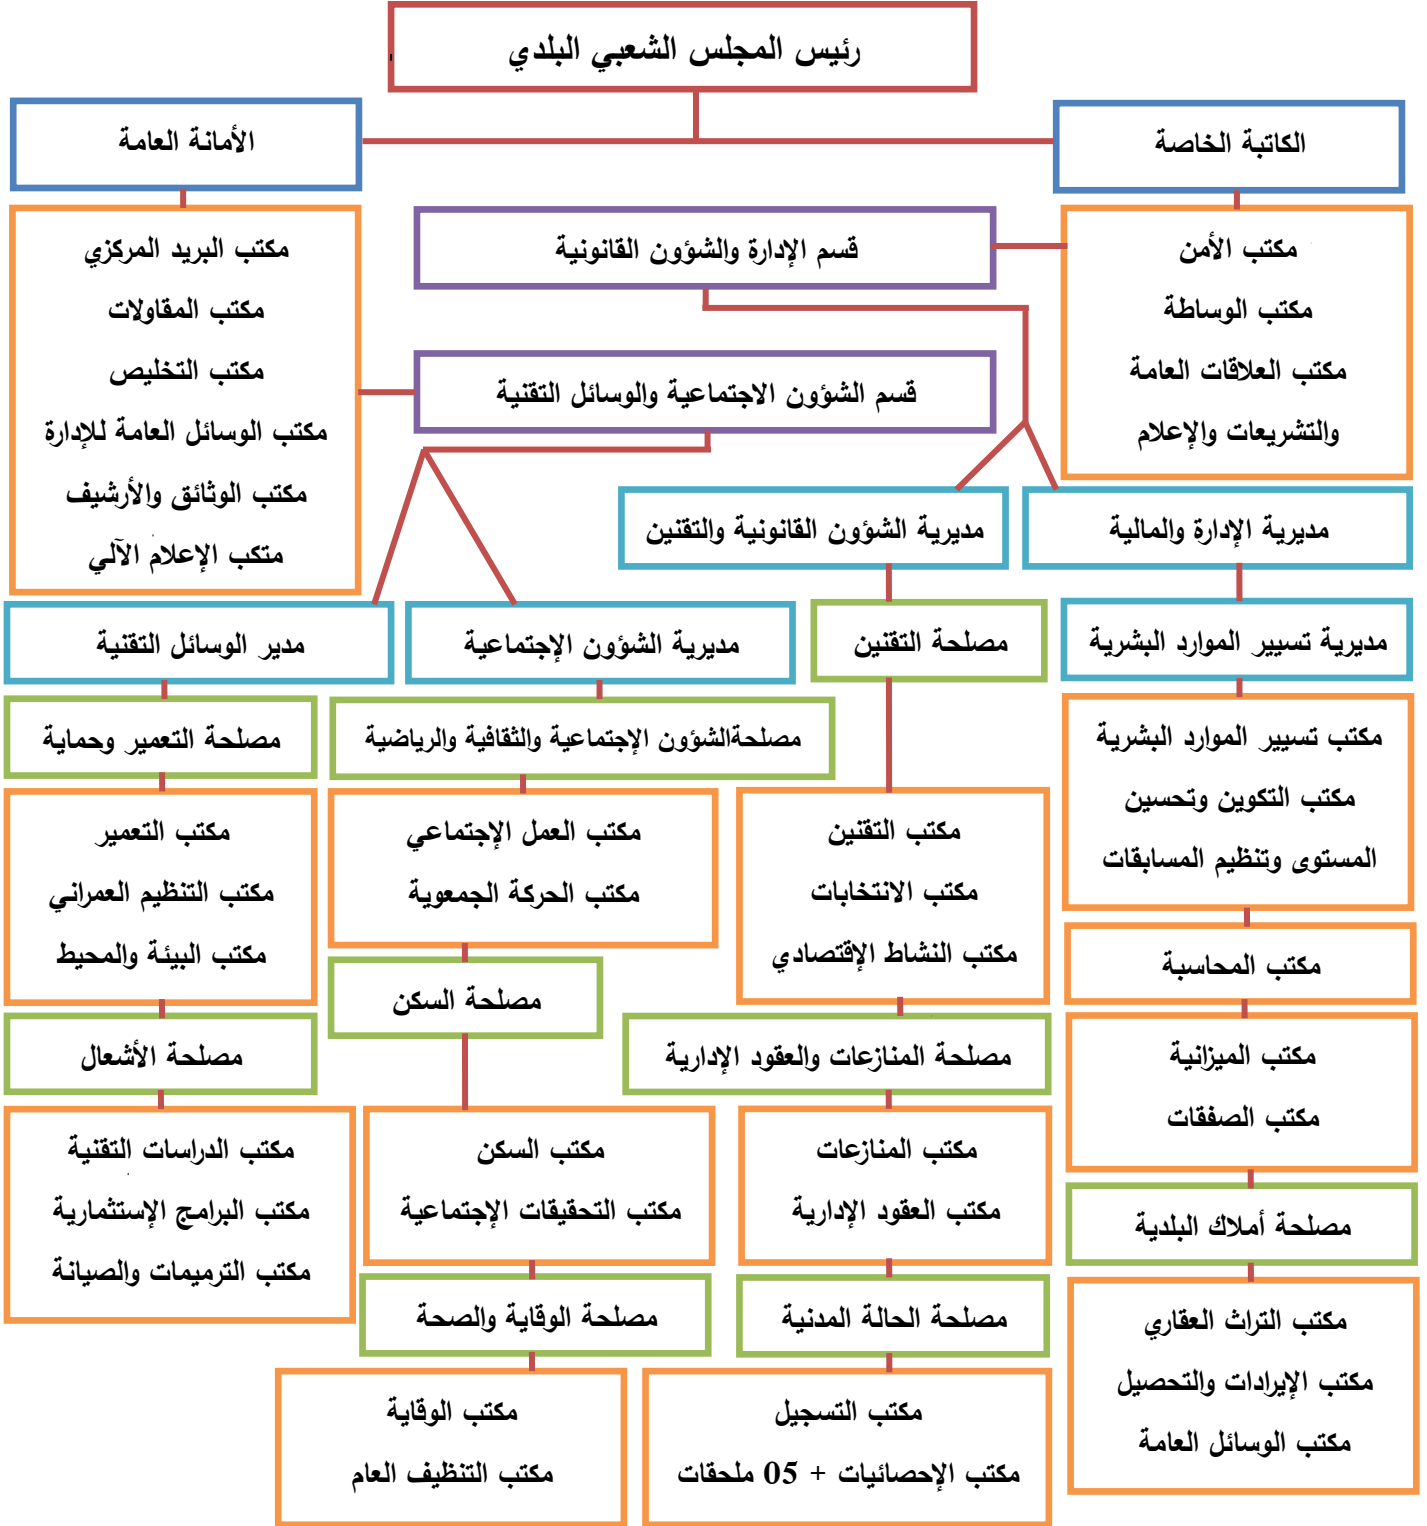 رئيس المجلس الشعبي البلدي
الكاتبة الخاصة
الأمانة العامة
مكتب الأمن
مكتب الوساطة
مكتب العلاقات العامة
والتشريعات والإعلام
قسم الإدارة والشؤون القانونية
قسم الشؤون الاجتماعية والوسائل التقنية
مكتب البريد المركزي
مكتب المقاولات
مكتب التخليص
مكتب الوسائل العامة للإدارة
مكتب الوثائق والأرشيف
متكب الإعلام الآلي
مديرية الإدارة والمالية
مديرية الشؤون القانونية والتقنين
مديرية تسيير الموارد البشرية
مصلحة التقنين
مديرية الشؤون الإجتماعية
مدير الوسائل التقنية
مكتب تسيير الموارد البشرية
مكتب التكوين وتحسين
المستوى وتنظيم المسابقات
مكتب المحاسبة
مكتب الميزانية
مكتب الصفقات
مصلحة أملاك البلدية
مكتب التراث العقاري
مكتب الإيرادات والتحصيل
مكتب الوسائل العامة
مكتب التقنين
مكتب الانتخابات
مكتب النشاط الإقتصادي
مصلحة المنازعات والعقود الإدارية
مكتب المنازعات
مكتب العقود الإدارية
مصلحة الحالة المدنية
مكتب التسجيل
مكتب الإحصائيات + 05 ملحقات
مصلحةالشؤون الإجتماعية والثقافية والرياضية
مكتب العمل الإجتماعي
مكتب الحركة الجمعوية
مصلحة السكن
مكتب السكن
مكتب التحقيقات الإجتماعية
مصلحة الوقاية والصحة
مكتب الوقاية
مكتب التنظيف العام
مصلحة التعمير وحماية
مكتب التعمير
مكتب التنظيم العمراني
مكتب البيئة والمحيط
مصلحة الأشعال
مكتب الدراسات التقنية
مكتب البرامج الإستثمارية
مكتب الترميمات والصيانة